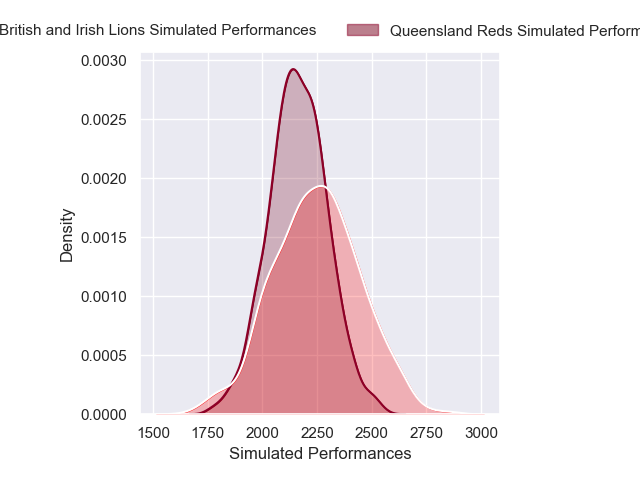 British and Irish Lions Simulated Performances
Queensland Reds Simulated Perform
0.0030
0.0025
0.0020
0.0015
0.0010
0.0005
0.0000
Density
1500 1750 2000 2250 2500 2750 3000
Simulated Performances